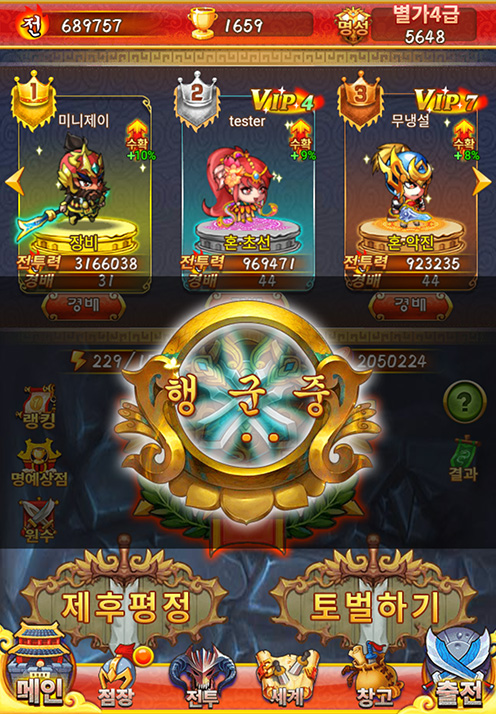 전 689757 1659 명성 별가4급
5648
1 2 VIP.4 3 VIP.7
미니제이 tester 무냉설
수확 +10% 수확 +9% 수확 +8%
장비 혼·초선 혼·악진
전투력 3166038 전투력 969471 전투력 923235
경배 31 경배 44 경배 44
경배 경배
229/1 2050224
행 군 중
..
랭킹 ?
명예상점 결과
원수
제후평정 토벌하기
메인 점장 전투 세계 창고 출전